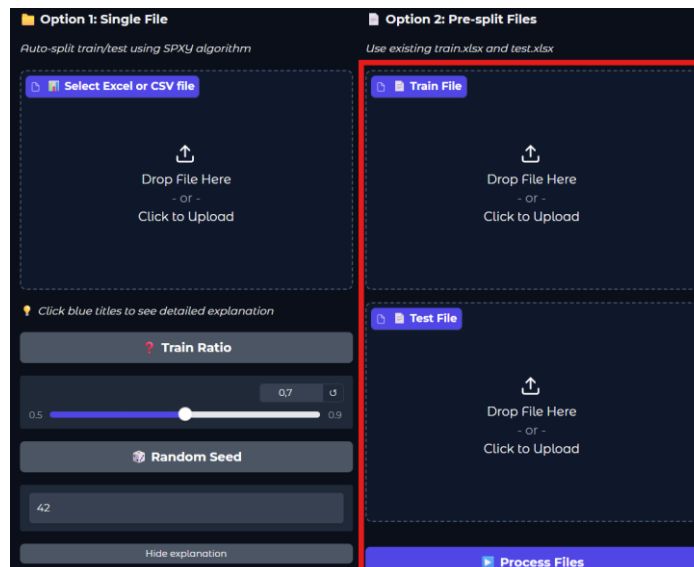 Option 1: Single File
Auto-split train/test using SPXY algorithm
Select Excel or CSV file
Drop File Here
- or -
Click to Upload
Click blue titles to see detailed explanation
? Train Ratio
0,7
0.5
0.9
Random Seed
42
Hide explanation
Option 2: Pre-split Files
Use existing train.xlsx and test.xlsx
Train File
Drop File Here
- or -
Click to Upload
Test File
Drop File Here
- or -
Click to Upload
Process Files